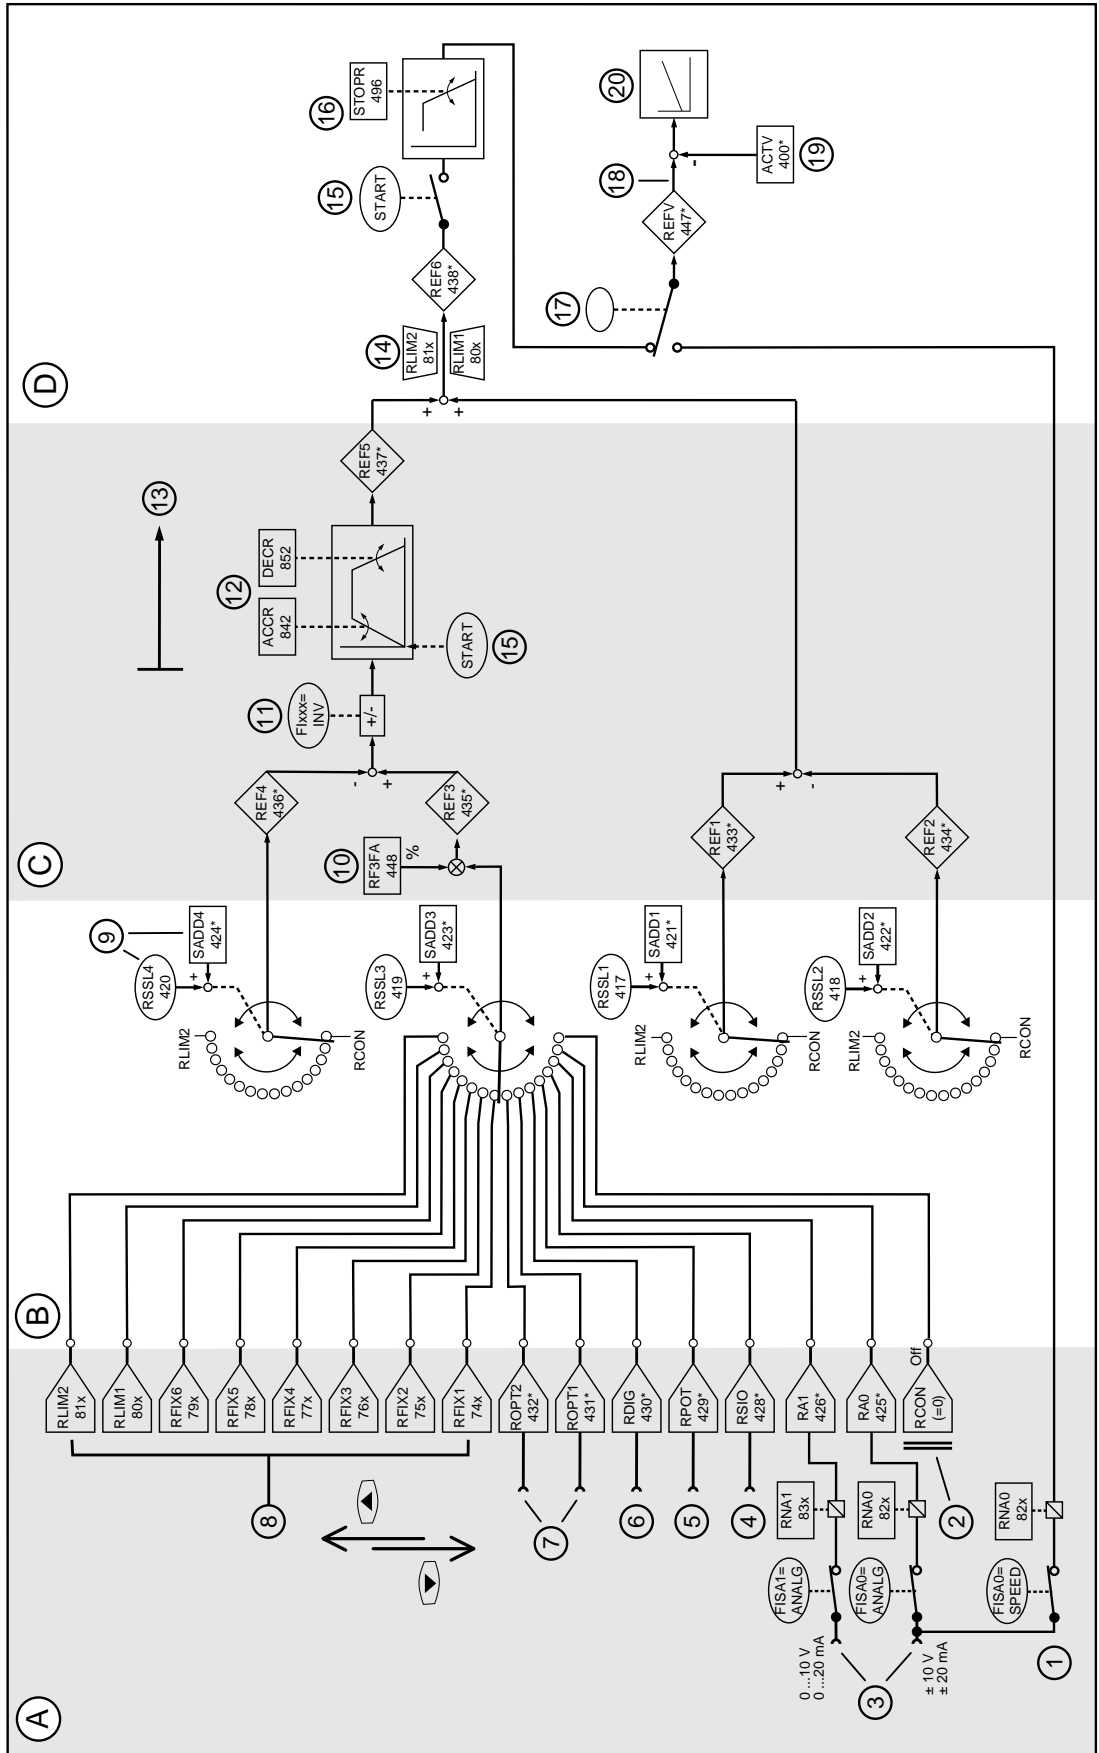 A
B
C
D
RLIM2
81x
RLIM1
80x
RFIX6
79x
RFIX5
78x
RFIX4
77x
RFIX3
76x
RFIX2
75x
RFIX1
74x
ROPT2
432*
ROPT1
431*
RDIG
430*
RPOT
429*
RSIO
428*
RA1
426*
RA0
425*
RCON
(=0)
Off
8
7
6
5
4
3
2
1
RNA1
83x
RNA0
82x
RNA0
82x
FISA1=
ANALG
FISA0=
ANALG
FISA0=
SPEED
0 ...10 V
0 ...20 mA
± 10 V
± 20 mA
9
RSSL4
420
+
SADD4
424*
RLIM2
RCON
RSSL3
419
+
SADD3
423*
RSSL1
417
+
SADD1
421*
RLIM2
RCON
RSSL2
418
+
SADD2
422*
RLIM2
RCON
10
RF3FA
448
%
REF4
436*
REF3
435*
-
+
REF1
433*
REF2
434*
+
-
11
FIxxx=
INV
+/-
12
ACCR
842
DECR
852
START
15
13
REF5
437*
+
+
14
RLIM2
81x
RLIM1
80x
REF6
438*
15
START
16
STOPR
496
17
REFV
447*
18
-
ACTV
400*
19
20